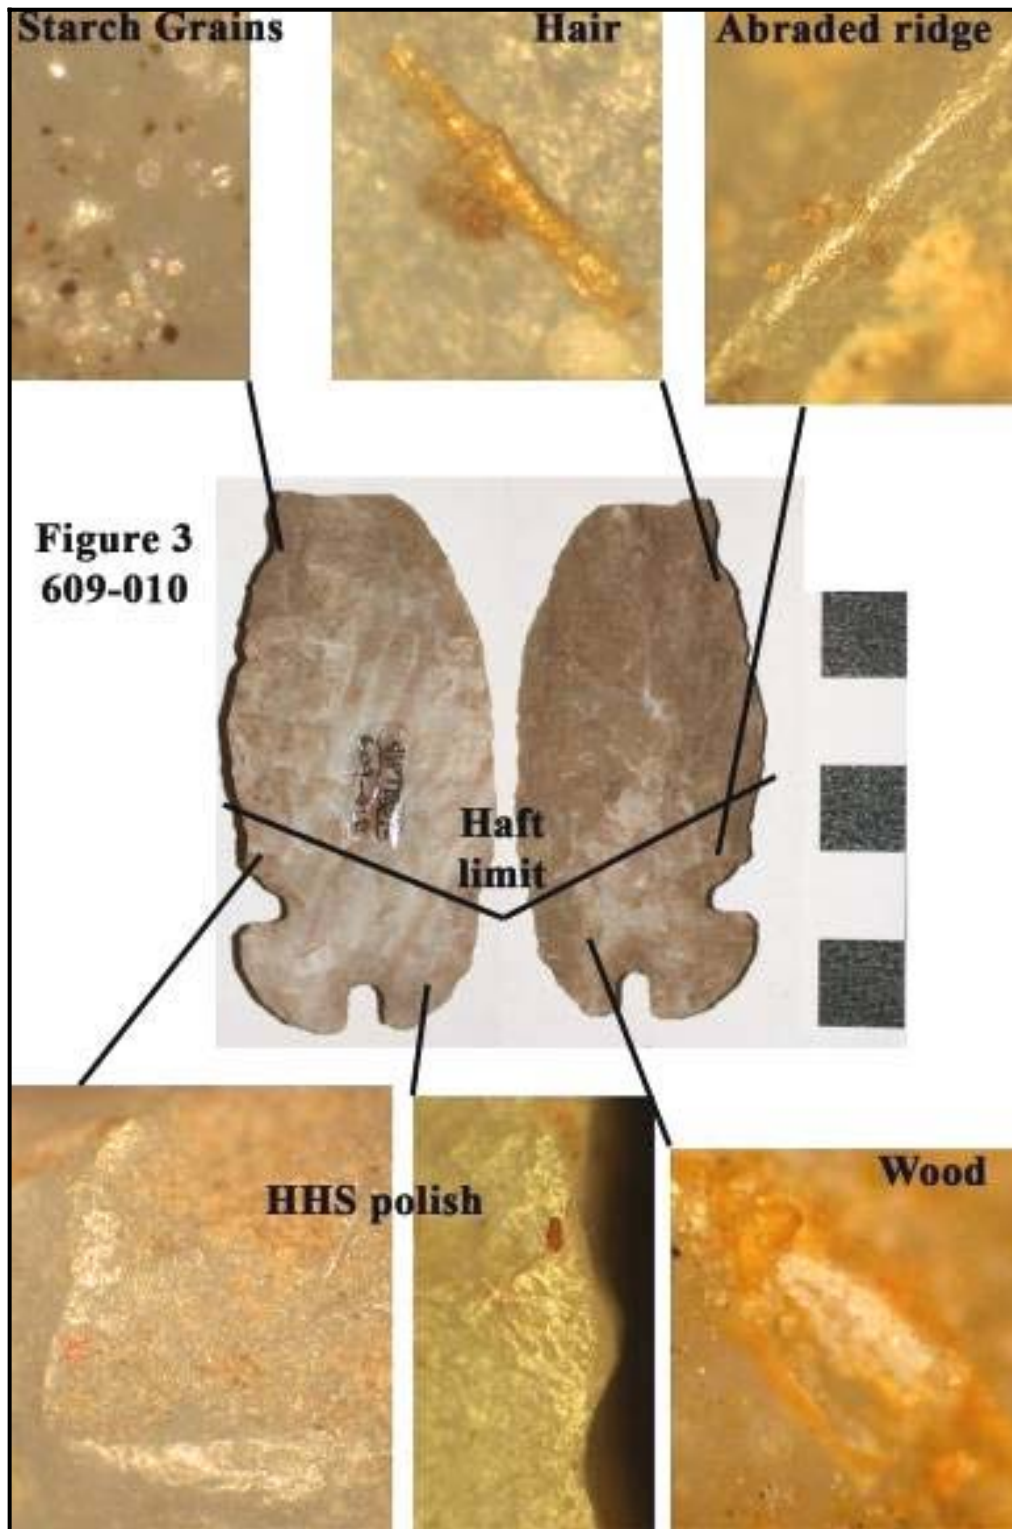 Starch Grains
Hair
Abraded ridge
Figure 3
609-010
Haft
limit
HHS polish
Wood